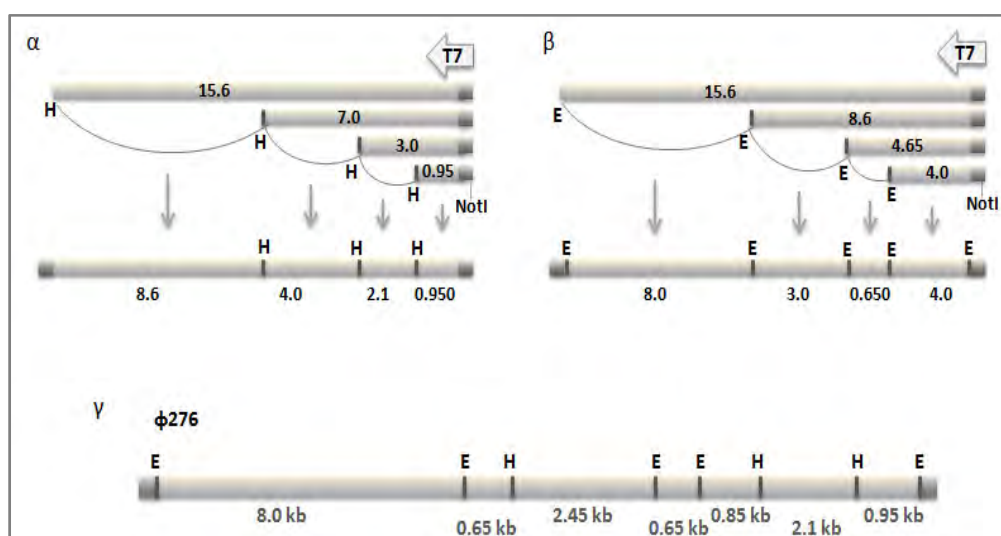 α
T7
15.6
H
7.0
H
3.0
H
0.95
H
NotI
H H H
8.6 4.0 2.1 0.950
β
T7
15.6
E
8.6
E
4.65
E
4.0
E
NotI
E E E E E
8.0 3.0 0.650 4.0
γ
ф276
E E H E E H H E
8.0 kb 0.65 kb 2.45 kb 0.65 kb 0.85 kb 2.1 kb 0.95 kb